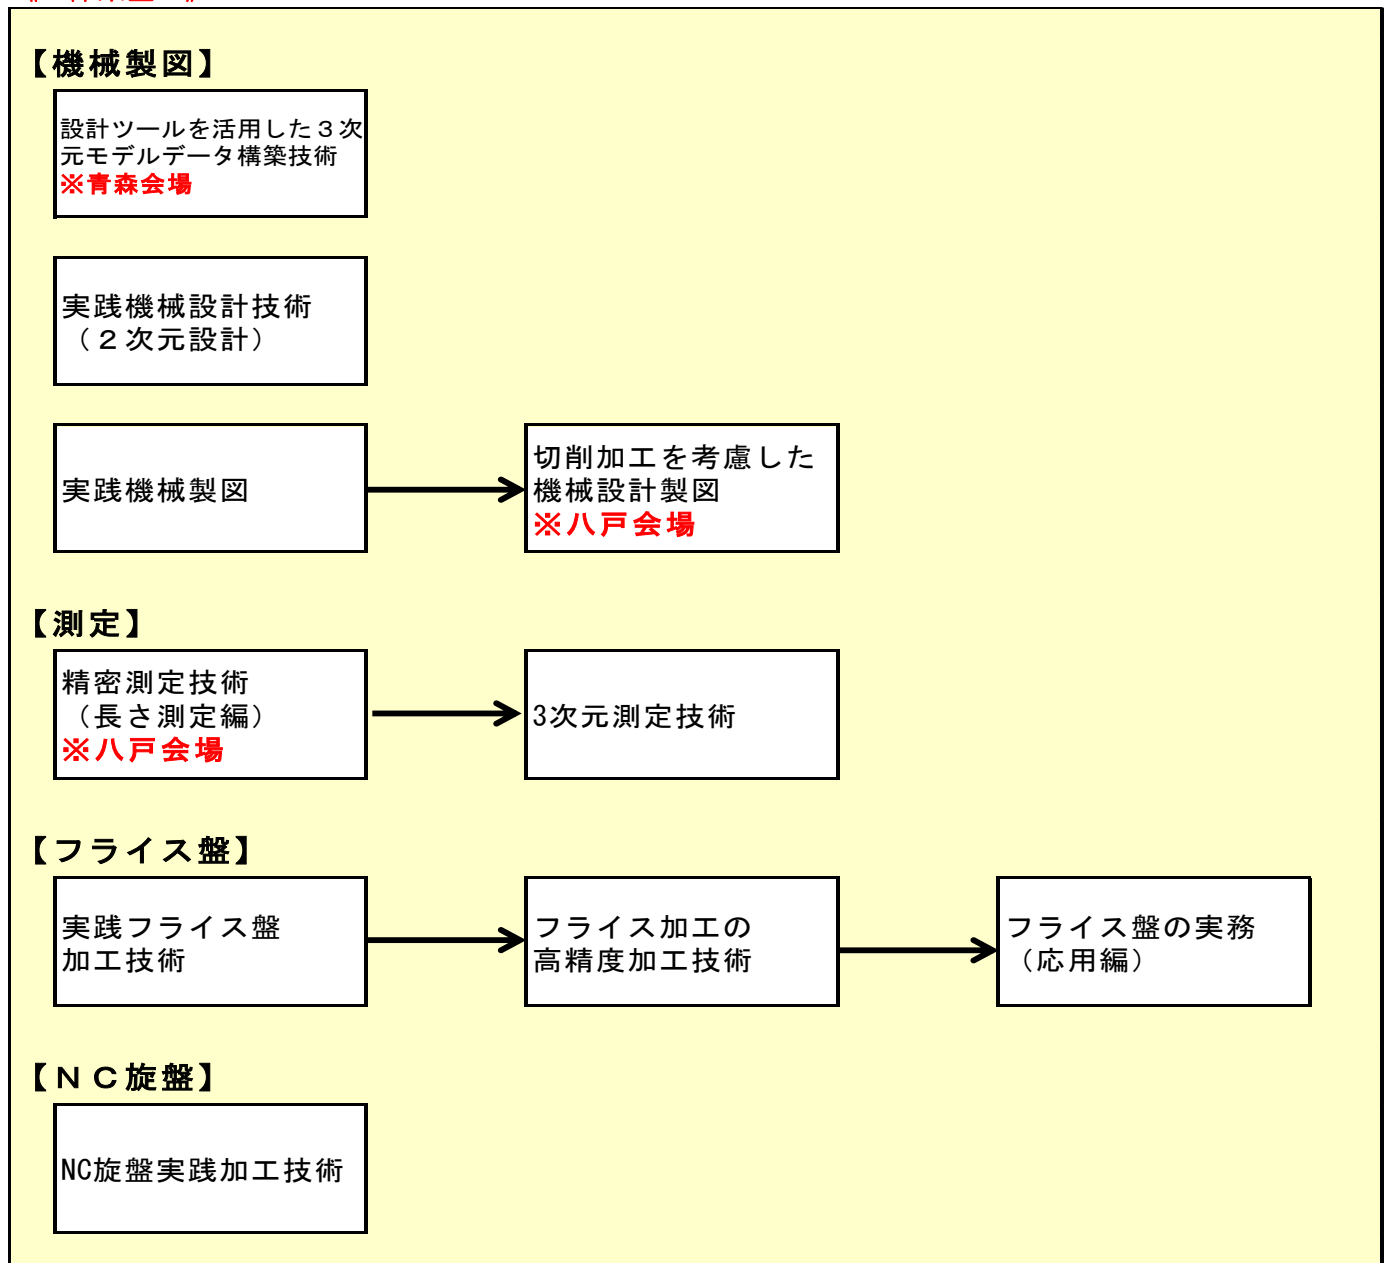 【機械製図】
設計ツールを活用した３次
元モデルデータ構築技術
※青森会場
実践機械設計技術
（２次元設計）
実践機械製図
切削加工を考慮した
機械設計製図
※八戸会場
【測定】
精密測定技術
（長さ測定編）
※八戸会場
3次元測定技術
【フライス盤】
実践フライス盤
加工技術
フライス加工の
高精度加工技術
フライス盤の実務
（応用編）
【ＮＣ旋盤】
NC旋盤実践加工技術